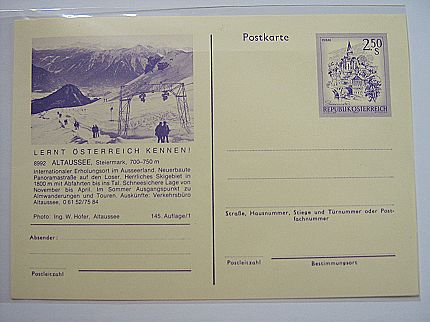 Postkarte
2.50
S
REPUBLIK ÖSTERREICH
LERNT ÖSTERREICH KENNEN!
8992 ALTAUSSEE, Steiermark, 700–750 m
Internationaler Erholungsort im Ausseerland. Neuerbaute
Panoramastraße auf den Loser. Herrliches Skigebiet in
1800 m mit Abfahrten bis ins Tal. Schneesichere Lage von
November bis April. Im Sommer Ausgangspunkt zu
Almwanderungen und Touren. Auskünfte: Verkehrsbüro
Altaussee, 0 61 52/75 84
Photo: Ing. W. Hofer, Altaussee 145. Auflage/1
Absender:
Postleitzahl
Straße, Hausnummer, Stiege und Türnummer oder Post-
fachnummer
Postleitzahl Bestimmungsort